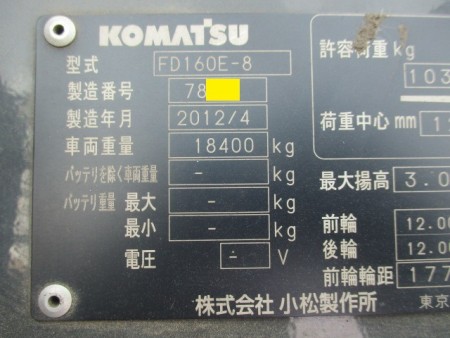 KOMATSU
型式 FD160E-8
製造番号 78
製造年月 2012/4
車両重量 18400 kg
バッテリを除く車両重量 - kg
バッテリ重量 最大 - kg
最小 - kg
電圧 - V
株式会社 小松製作所
許容荷重 kg
103
荷重中心 mm 1
最大揚高 3.0
前輪 12.00
後輪 12.00
前輪輪距 177
東京